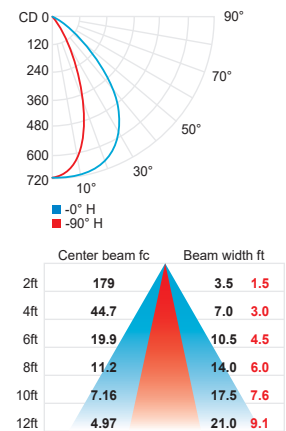 CD 0
90°
120
240
70°
360
480
50°
600
30°
720
10°
-0° H
-90° H
Center beam fc Beam width ft
2ft 179 3.5 1.5
4ft 44.7 7.0 3.0
6ft 19.9 10.5 4.5
8ft 11.2 14.0 6.0
10ft 7.16 17.5 7.6
12ft 4.97 21.0 9.1